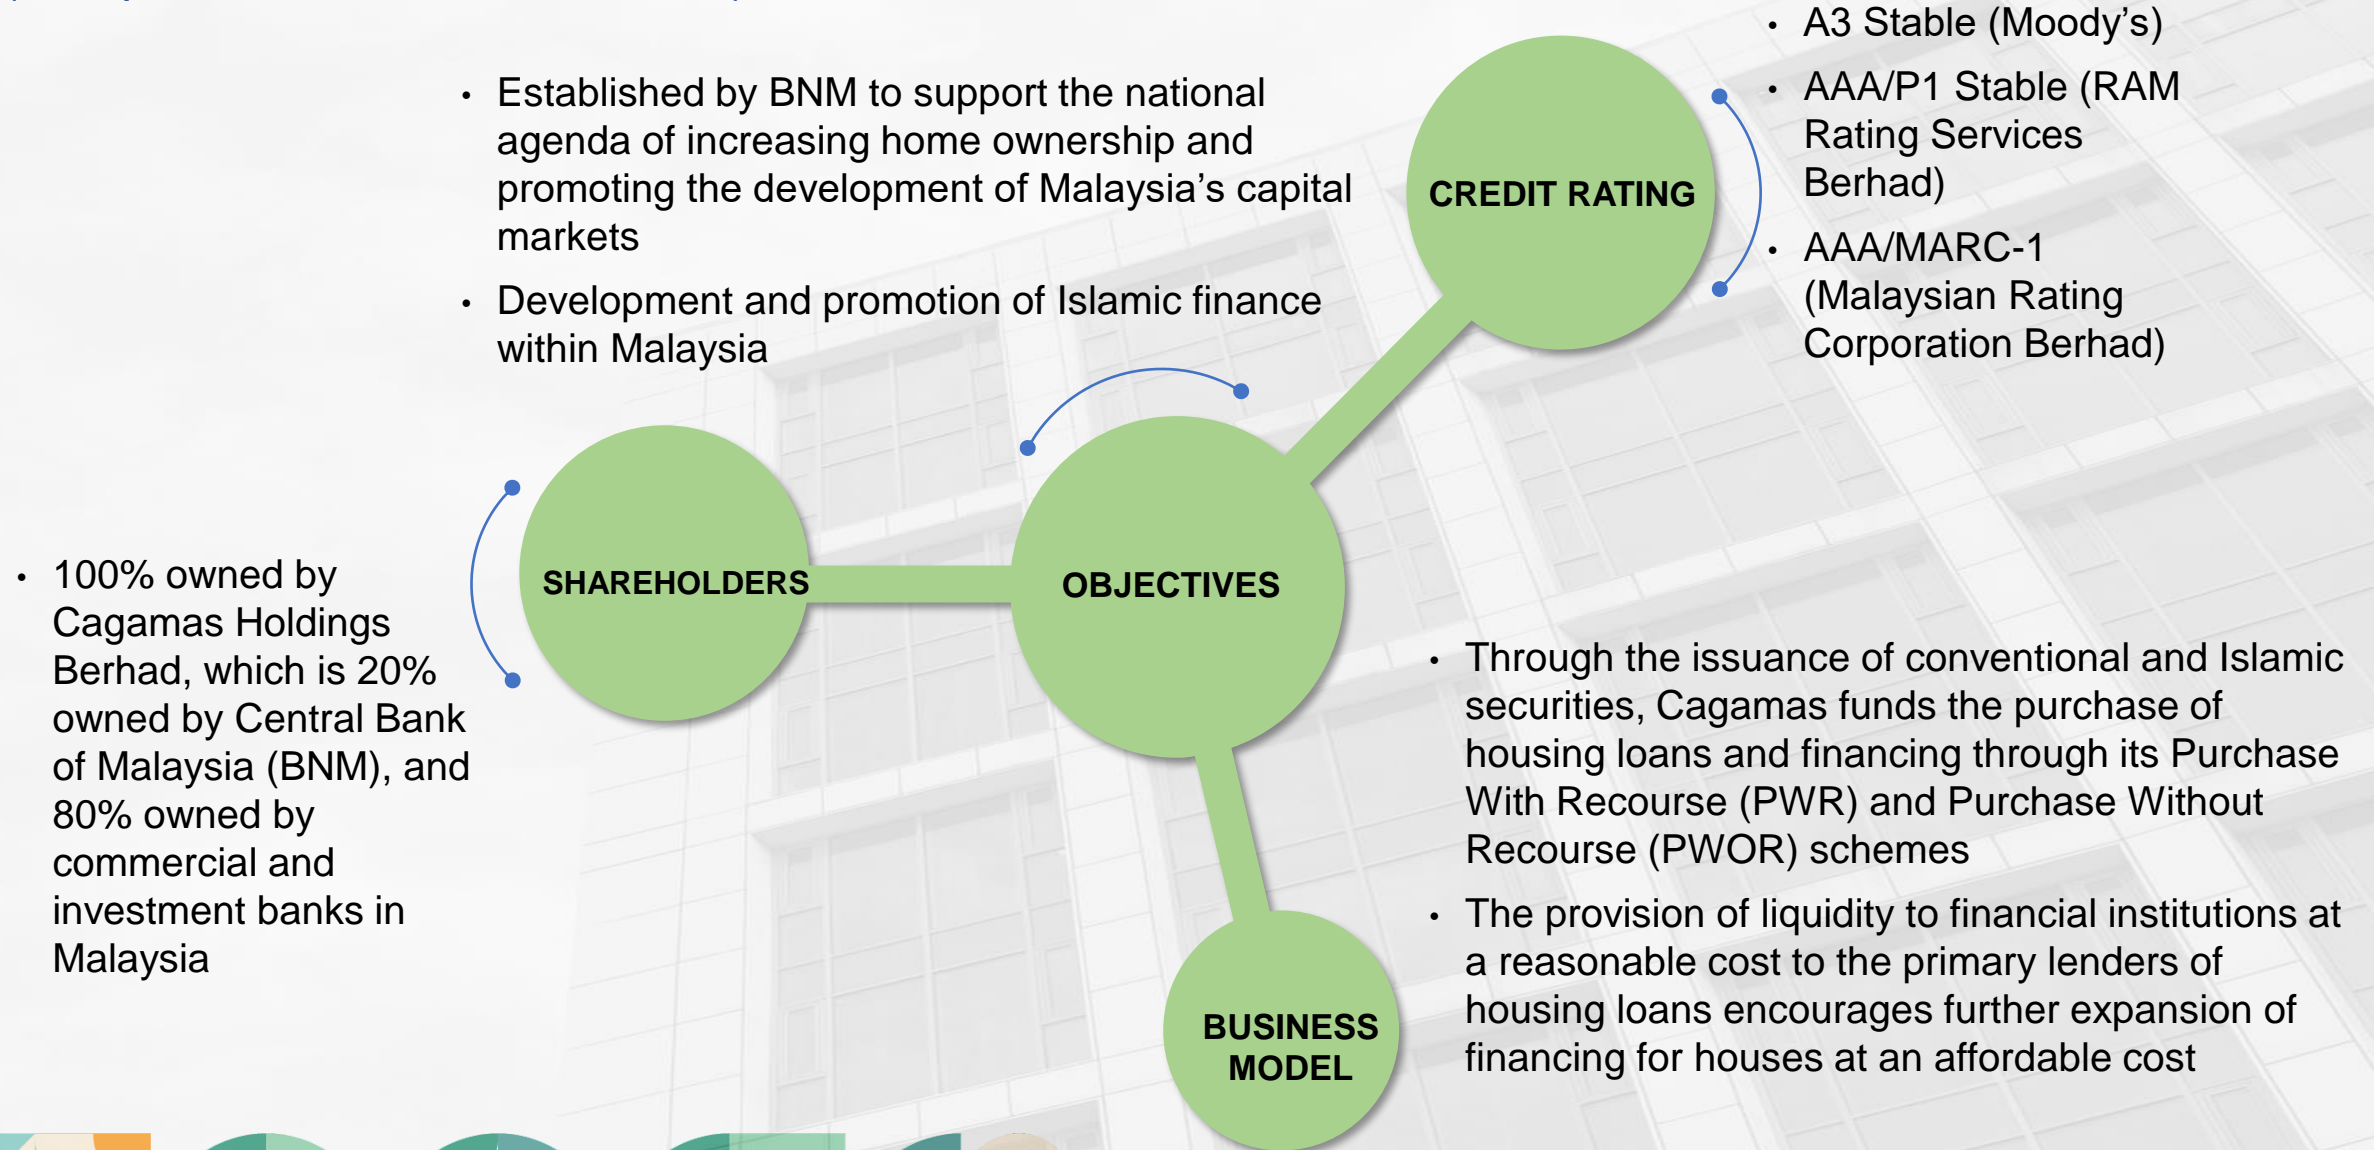 • Established by BNM to support the national
agenda of increasing home ownership and
promoting the development of Malaysia’s capital
markets
• Development and promotion of Islamic finance
within Malaysia
CREDIT RATING
• A3 Stable (Moody’s)
• AAA/P1 Stable (RAM
Rating Services
Berhad)
• AAA/MARC-1
(Malaysian Rating
Corporation Berhad)
SHAREHOLDERS
• 100% owned by
Cagamas Holdings
Berhad, which is 20%
owned by Central Bank
of Malaysia (BNM), and
80% owned by
commercial and
investment banks in
Malaysia
OBJECTIVES
BUSINESS
MODEL
• Through the issuance of conventional and Islamic
securities, Cagamas funds the purchase of
housing loans and financing through its Purchase
With Recourse (PWR) and Purchase Without
Recourse (PWOR) schemes
• The provision of liquidity to financial institutions at
a reasonable cost to the primary lenders of
housing loans encourages further expansion of
financing for houses at an affordable cost